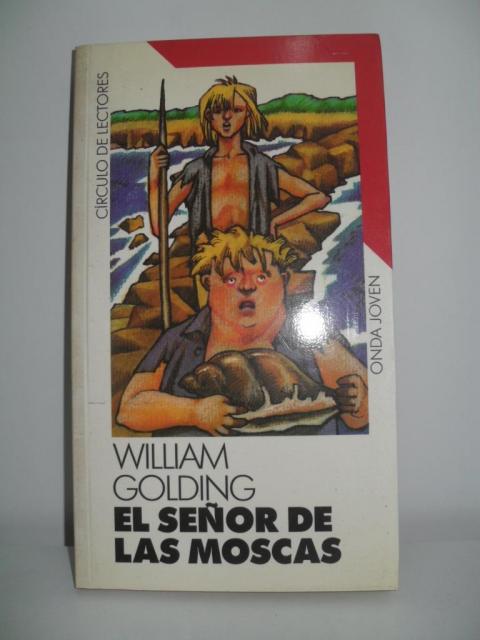 CÍRCULO DE LECTORES
ONDA JOVEN
WILLIAM
GOLDING
EL SEÑOR DE
LAS MOSCAS